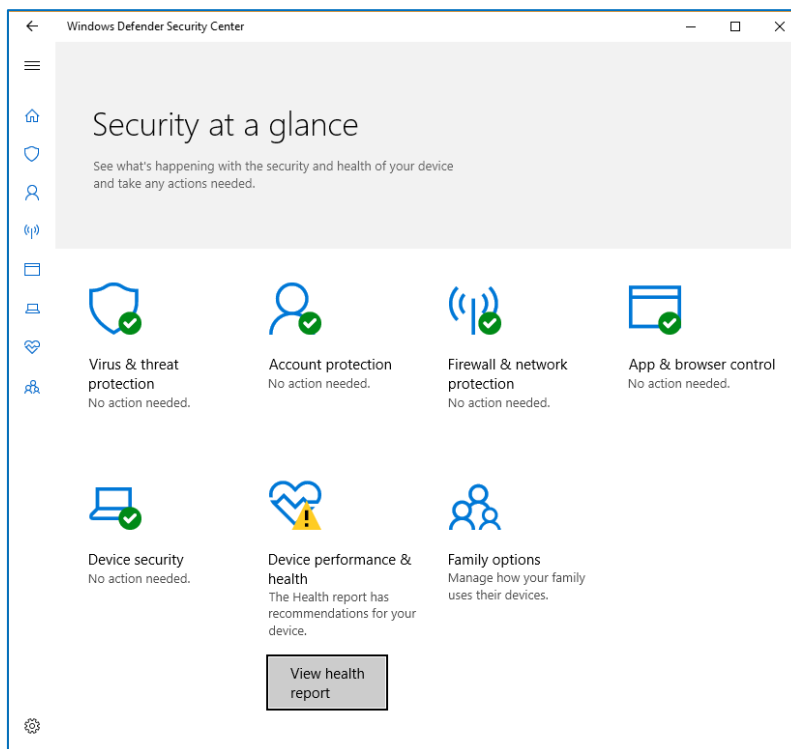 Windows Defender Security Center
Security at a glance
See what's happening with the security and health of your device
and take any actions needed.
Virus & threat
protection
No action needed.
Account protection
No action needed.
Firewall & network
protection
No action needed.
App & browser control
No action needed.
Device security
No action needed.
Device performance &
health
The Health report has
recommendations for your
device.
View health
report
Family options
Manage how your family
uses their devices.